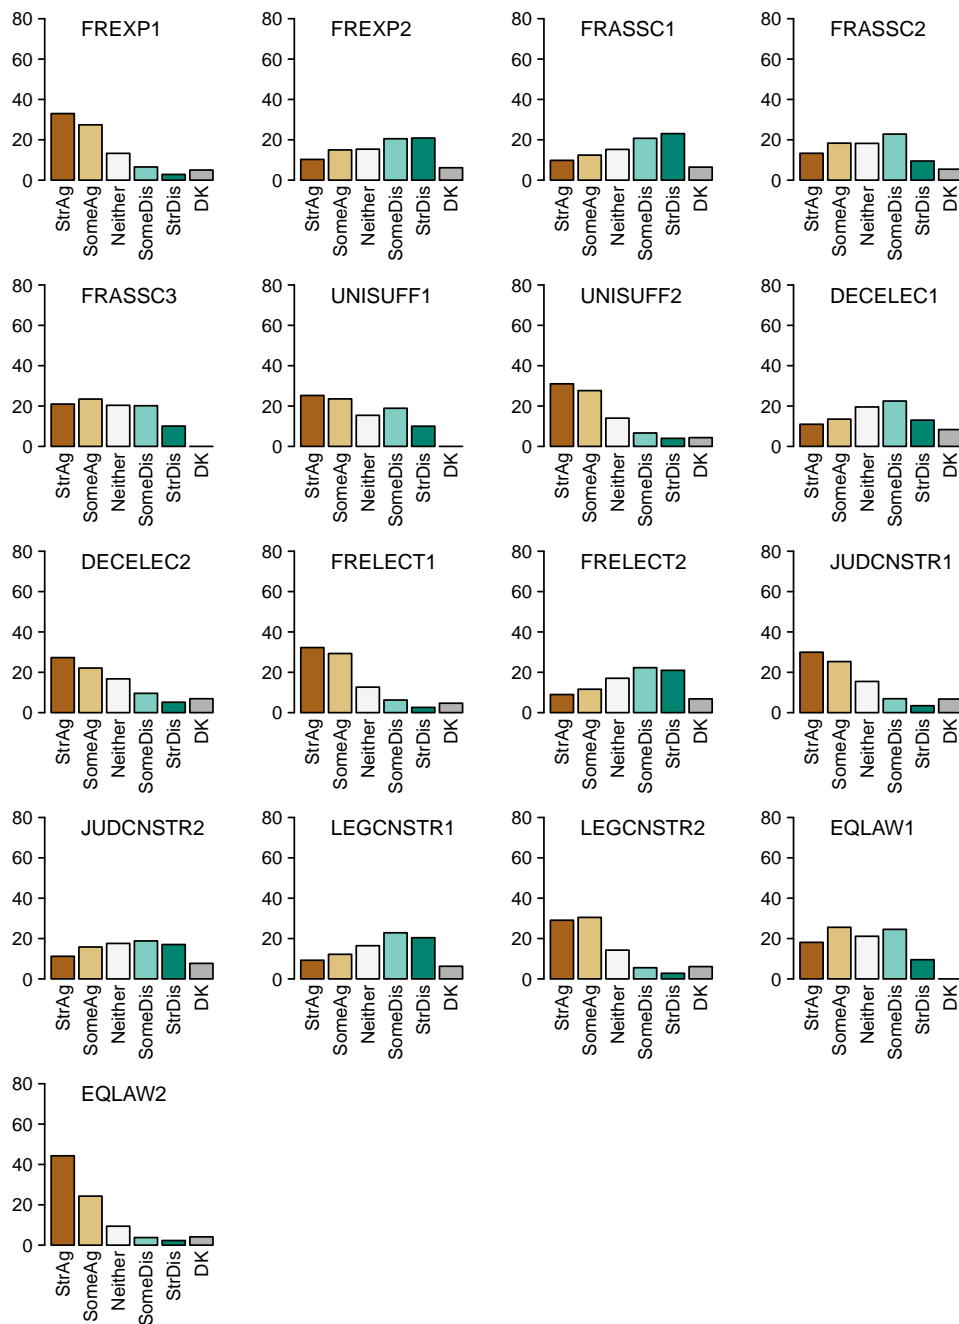 FREXP1
80
60
40
20
0
StrAg
SomeAg
Neither
SomeDis
StrDis
DK
FREXP2
80
60
40
20
0
StrAg
SomeAg
Neither
SomeDis
StrDis
DK
FRASSC1
80
60
40
20
0
StrAg
SomeAg
Neither
SomeDis
StrDis
DK
FRASSC2
80
60
40
20
0
StrAg
SomeAg
Neither
SomeDis
StrDis
DK
FRASSC3
80
60
40
20
0
StrAg
SomeAg
Neither
SomeDis
StrDis
DK
UNISUFF1
80
60
40
20
0
StrAg
SomeAg
Neither
SomeDis
StrDis
DK
UNISUFF2
80
60
40
20
0
StrAg
SomeAg
Neither
SomeDis
StrDis
DK
DECELEC1
80
60
40
20
0
StrAg
SomeAg
Neither
SomeDis
StrDis
DK
DECELEC2
80
60
40
20
0
StrAg
SomeAg
Neither
SomeDis
StrDis
DK
FRELECT1
80
60
40
20
0
StrAg
SomeAg
Neither
SomeDis
StrDis
DK
FRELECT2
80
60
40
20
0
StrAg
SomeAg
Neither
SomeDis
StrDis
DK
JUDCNSTR1
80
60
40
20
0
StrAg
SomeAg
Neither
SomeDis
StrDis
DK
JUDCNSTR2
80
60
40
20
0
StrAg
SomeAg
Neither
SomeDis
StrDis
DK
LEGCNSTR1
80
60
40
20
0
StrAg
SomeAg
Neither
SomeDis
StrDis
DK
LEGCNSTR2
80
60
40
20
0
StrAg
SomeAg
Neither
SomeDis
StrDis
DK
EQLAW1
80
60
40
20
0
StrAg
SomeAg
Neither
SomeDis
StrDis
DK
EQLAW2
80
60
40
20
0
StrAg
SomeAg
Neither
SomeDis
StrDis
DK